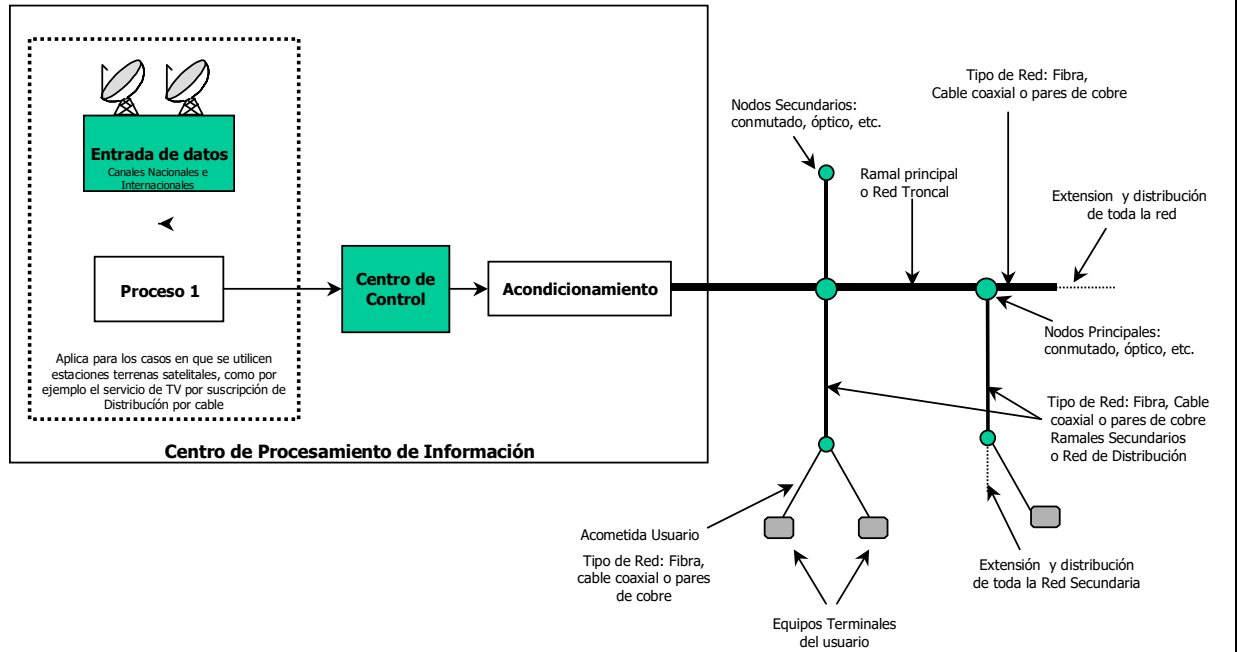 Entrada de datos
Canales Nacionales e
Internacionales
Proceso 1
Aplica para los casos en que se utilicen
estaciones terrenas satelitales, como por
ejemplo el servicio de TV por suscripción de
Distribucíón por cable
Centro de
Control
Acondicionamiento
Centro de Procesamiento de Información
Nodos Secundarios:
conmutado, óptico, etc.
Tipo de Red: Fibra,
Cable coaxial o pares de cobre
Ramal principal
o Red Troncal
Extension y distribución
de toda la red
Nodos Principales:
conmutado, óptico, etc.
Tipo de Red: Fibra, Cable
coaxial o pares de cobre
Ramales Secundarios
o Red de Distribución
Acometida Usuario
Tipo de Red: Fibra,
cable coaxial o pares
de cobre
Extensión y distribución
de toda la Red Secundaria
Equipos Terminales
del usuario